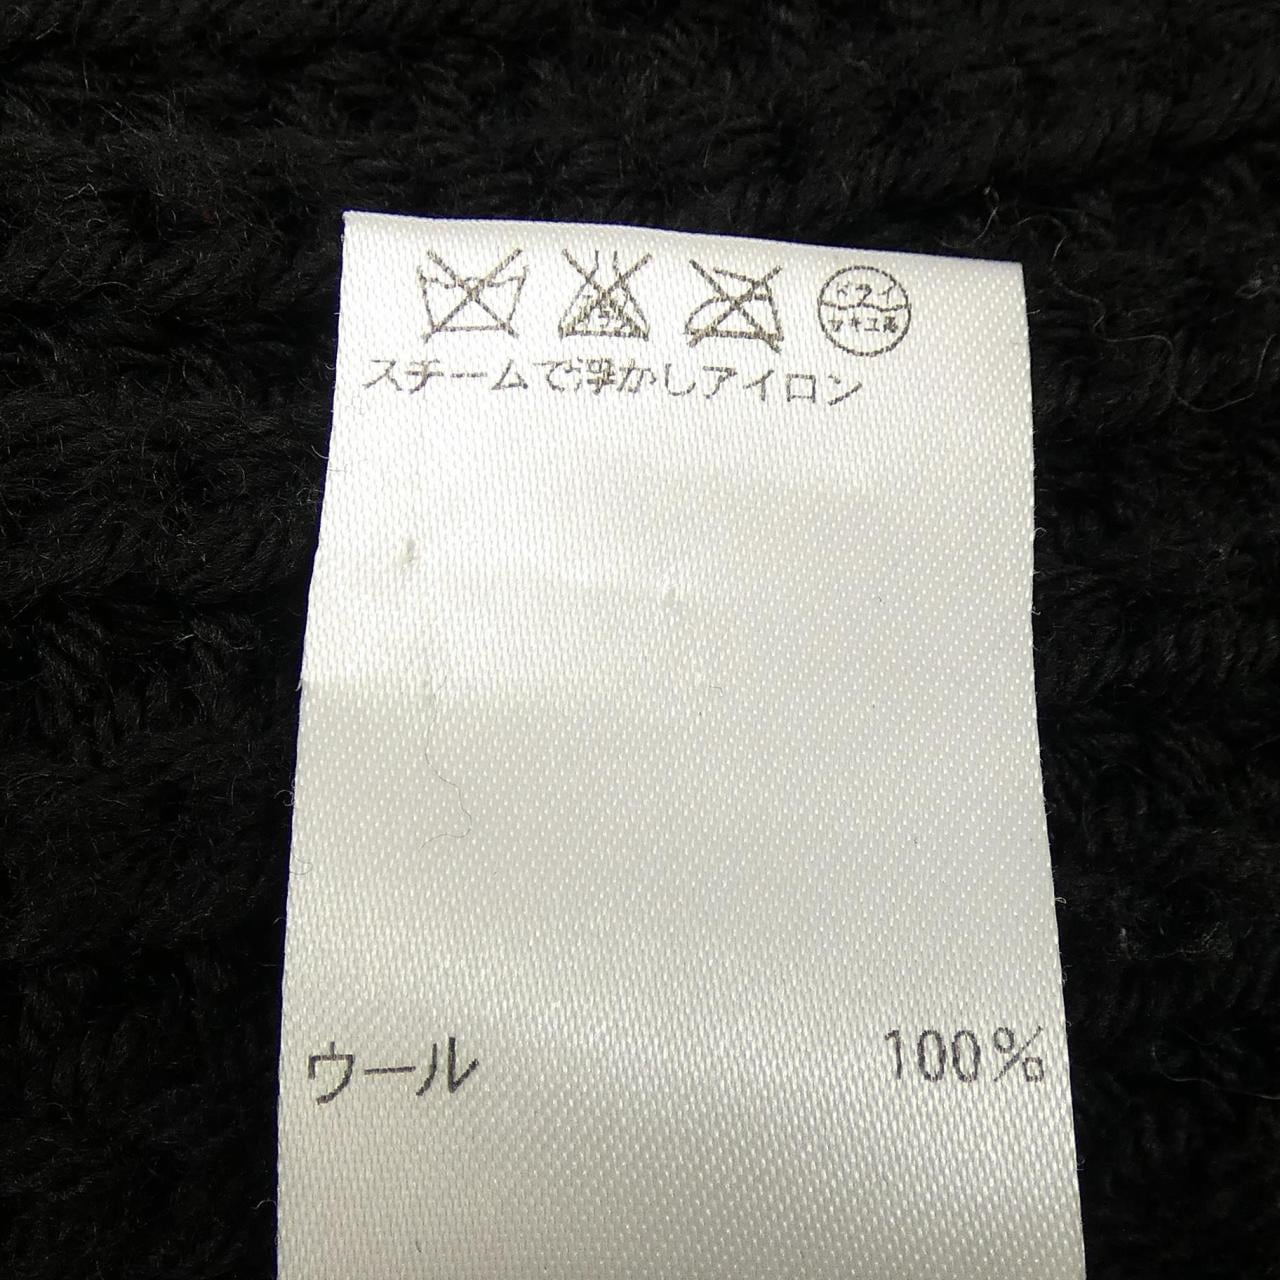 ドライ
セキユ系
スチームで浮かしアイロン
ウール 100%